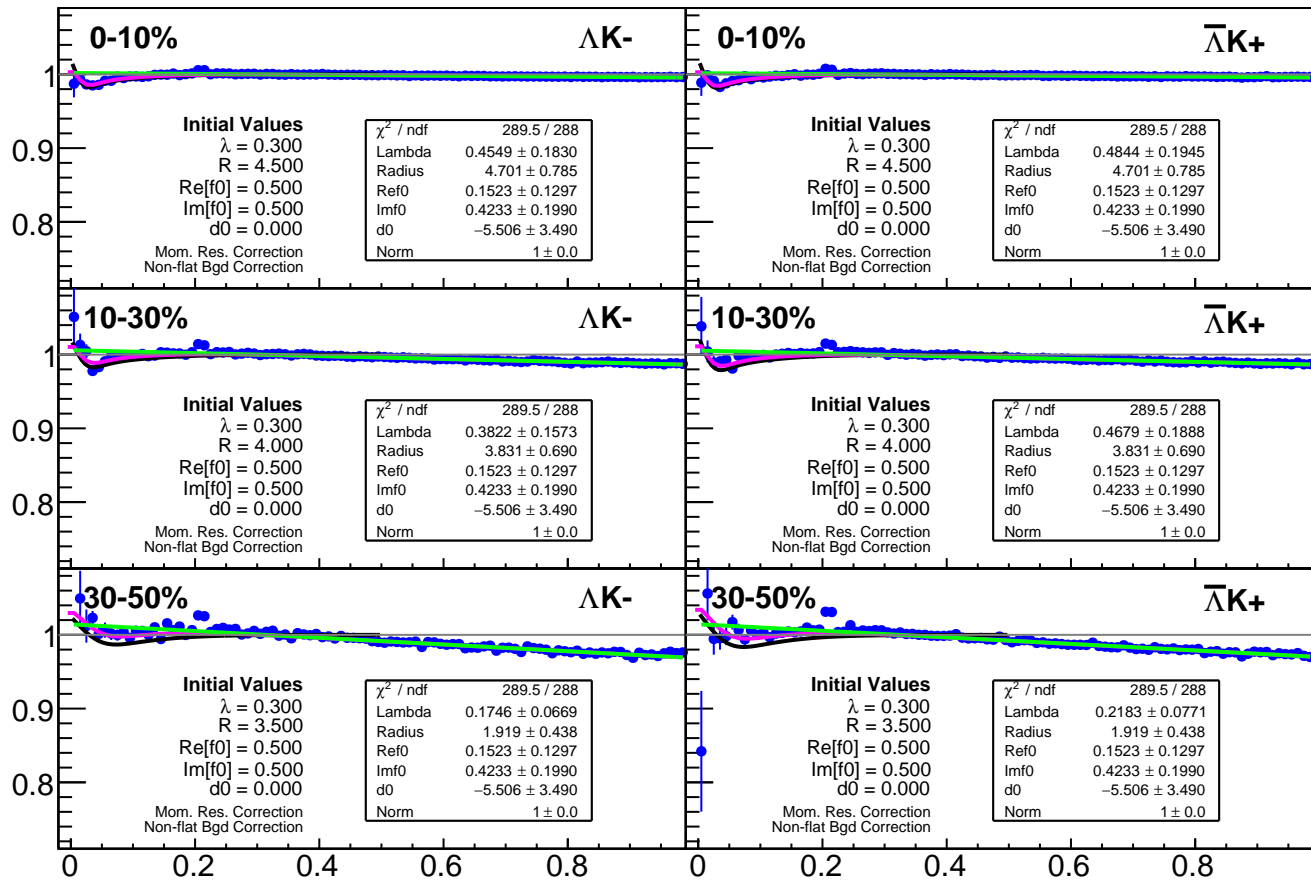 0-10%
ΛK-
Initial Values
λ = 0.300
R = 4.500
Re[f0] = 0.500
Im[f0] = 0.500
d0 = 0.000
Mom. Res. Correction
Non-flat Bgd Correction
χ² / ndf 289.5 / 288
Lambda 0.4549 ± 0.1830
Radius 4.701 ± 0.785
Ref0 0.1523 ± 0.1297
Imf0 0.4233 ± 0.1990
d0 −5.506 ± 3.490
Norm 1 ± 0.0
1
0.9
0.8
0-10%
Λ̅K+
Initial Values
λ = 0.300
R = 4.500
Re[f0] = 0.500
Im[f0] = 0.500
d0 = 0.000
Mom. Res. Correction
Non-flat Bgd Correction
χ² / ndf 289.5 / 288
Lambda 0.4844 ± 0.1945
Radius 4.701 ± 0.785
Ref0 0.1523 ± 0.1297
Imf0 0.4233 ± 0.1990
d0 −5.506 ± 3.490
Norm 1 ± 0.0
10-30%
ΛK-
Initial Values
λ = 0.300
R = 4.000
Re[f0] = 0.500
Im[f0] = 0.500
d0 = 0.000
Mom. Res. Correction
Non-flat Bgd Correction
χ² / ndf 289.5 / 288
Lambda 0.3822 ± 0.1573
Radius 3.831 ± 0.690
Ref0 0.1523 ± 0.1297
Imf0 0.4233 ± 0.1990
d0 −5.506 ± 3.490
Norm 1 ± 0.0
1
0.9
0.8
10-30%
Λ̅K+
Initial Values
λ = 0.300
R = 4.000
Re[f0] = 0.500
Im[f0] = 0.500
d0 = 0.000
Mom. Res. Correction
Non-flat Bgd Correction
χ² / ndf 289.5 / 288
Lambda 0.4679 ± 0.1888
Radius 3.831 ± 0.690
Ref0 0.1523 ± 0.1297
Imf0 0.4233 ± 0.1990
d0 −5.506 ± 3.490
Norm 1 ± 0.0
30-50%
ΛK-
Initial Values
λ = 0.300
R = 3.500
Re[f0] = 0.500
Im[f0] = 0.500
d0 = 0.000
Mom. Res. Correction
Non-flat Bgd Correction
χ² / ndf 289.5 / 288
Lambda 0.1746 ± 0.0669
Radius 1.919 ± 0.438
Ref0 0.1523 ± 0.1297
Imf0 0.4233 ± 0.1990
d0 −5.506 ± 3.490
Norm 1 ± 0.0
1
0.9
0.8
30-50%
Λ̅K+
Initial Values
λ = 0.300
R = 3.500
Re[f0] = 0.500
Im[f0] = 0.500
d0 = 0.000
Mom. Res. Correction
Non-flat Bgd Correction
χ² / ndf 289.5 / 288
Lambda 0.2183 ± 0.0771
Radius 1.919 ± 0.438
Ref0 0.1523 ± 0.1297
Imf0 0.4233 ± 0.1990
d0 −5.506 ± 3.490
Norm 1 ± 0.0
0 0.2 0.4 0.6 0.8
0 0.2 0.4 0.6 0.8